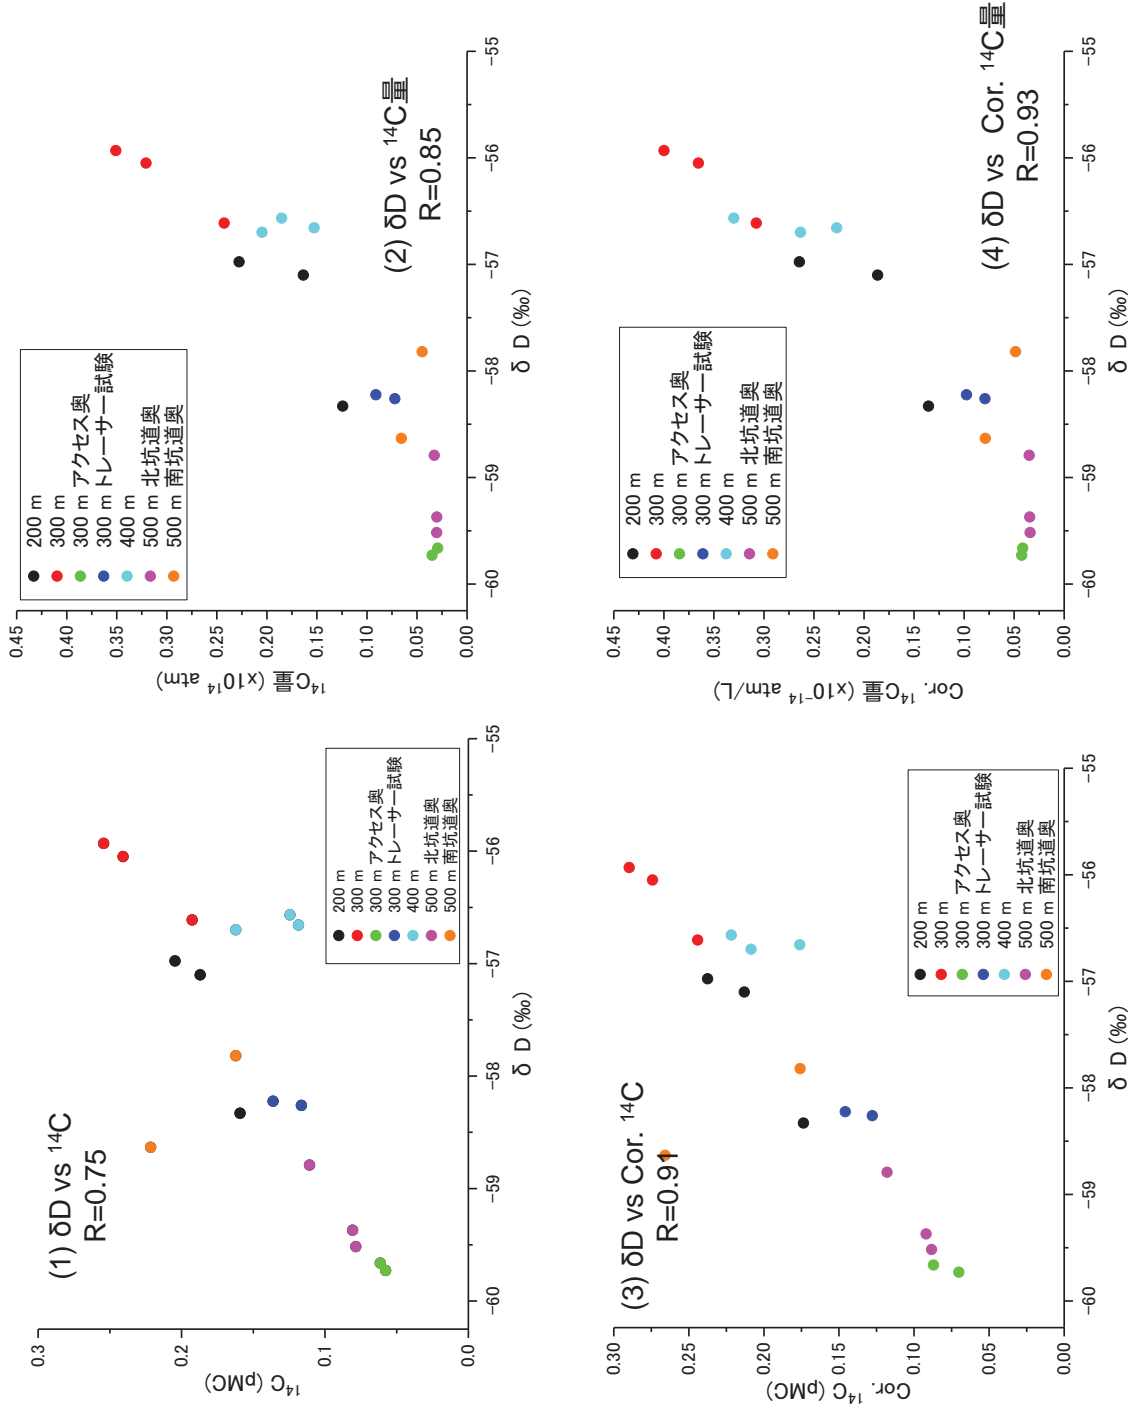 (1) δD vs ¹⁴C
R=0.75
¹⁴C (pMC)
0.3
0.2
0.1
0.0
−60
−59
−58
−57
−56
−55
δ D (‰)
200 m
300 m
300 m アクセス奥
300 m トレーサー試験
400 m
500 m 北坑道奥
500 m 南坑道奥
(2) δD vs ¹⁴C量
R=0.85
¹⁴C量 (x10¹⁴ atm)
0.45
0.40
0.35
0.30
0.25
0.20
0.15
0.10
0.05
0.00
−60
−59
−58
−57
−56
−55
δ D (‰)
200 m
300 m
300 m アクセス奥
300 m トレーサー試験
400 m
500 m 北坑道奥
500 m 南坑道奥
(3) δD vs Cor. ¹⁴C
R=0.91
Cor. ¹⁴C (pMC)
0.30
0.25
0.20
0.15
0.10
0.05
0.00
−60
−59
−58
−57
−56
−55
δ D (‰)
200 m
300 m
300 m アクセス奥
300 m トレーサー試験
400 m
500 m 北坑道奥
500 m 南坑道奥
(4) δD vs Cor. ¹⁴C量
R=0.93
Cor. ¹⁴C量 (x10⁻¹⁴ atm/L)
0.45
0.40
0.35
0.30
0.25
0.20
0.15
0.10
0.05
0.00
−60
−59
−58
−57
−56
−55
δ D (‰)
200 m
300 m
300 m アクセス奥
300 m トレーサー試験
400 m
500 m 北坑道奥
500 m 南坑道奥